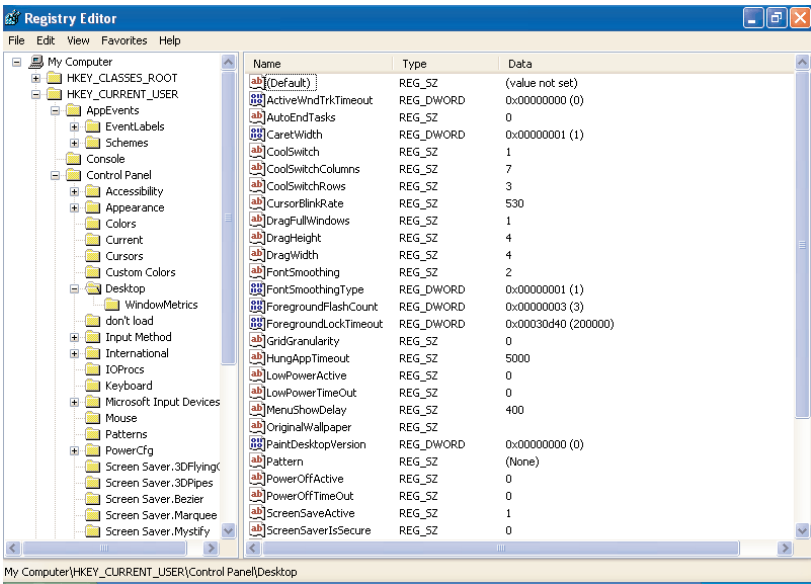 Registry Editor
File Edit View Favorites Help
My Computer
HKEY_CLASSES_ROOT
HKEY_CURRENT_USER
AppEvents
EventLabels
Schemes
Console
Control Panel
Accessibility
Appearance
Colors
Current
Cursors
Custom Colors
Desktop
WindowMetrics
don't load
Input Method
International
IOProcs
Keyboard
Microsoft Input Devices
Mouse
Patterns
PowerCfg
Screen Saver.3DFlying
Screen Saver.3DPipes
Screen Saver.Bezier
Screen Saver.Marquee
Screen Saver.Mystify
Name Type Data
(Default) REG_SZ (value not set)
ActiveWndTrkTimeout REG_DWORD 0x00000000 (0)
AutoEndTasks REG_SZ 0
CaretWidth REG_DWORD 0x00000001 (1)
CoolSwitch REG_SZ 1
CoolSwitchColumns REG_SZ 7
CoolSwitchRows REG_SZ 3
CursorBlinkRate REG_SZ 530
DragFullWindows REG_SZ 1
DragHeight REG_SZ 4
DragWidth REG_SZ 4
FontSmoothing REG_SZ 2
FontSmoothingType REG_DWORD 0x00000001 (1)
ForegroundFlashCount REG_DWORD 0x00000003 (3)
ForegroundLockTimeout REG_DWORD 0x00030d40 (200000)
GridGranularity REG_SZ 0
HungAppTimeout REG_SZ 5000
LowPowerActive REG_SZ 0
LowPowerTimeOut REG_SZ 0
MenuShowDelay REG_SZ 400
OriginalWallpaper REG_SZ
PaintDesktopVersion REG_DWORD 0x00000000 (0)
Pattern REG_SZ (None)
PowerOffActive REG_SZ 0
PowerOffTimeOut REG_SZ 0
ScreenSaveActive REG_SZ 1
ScreenSaverIsSecure REG_SZ 0
My Computer\HKEY_CURRENT_USER\Control Panel\Desktop